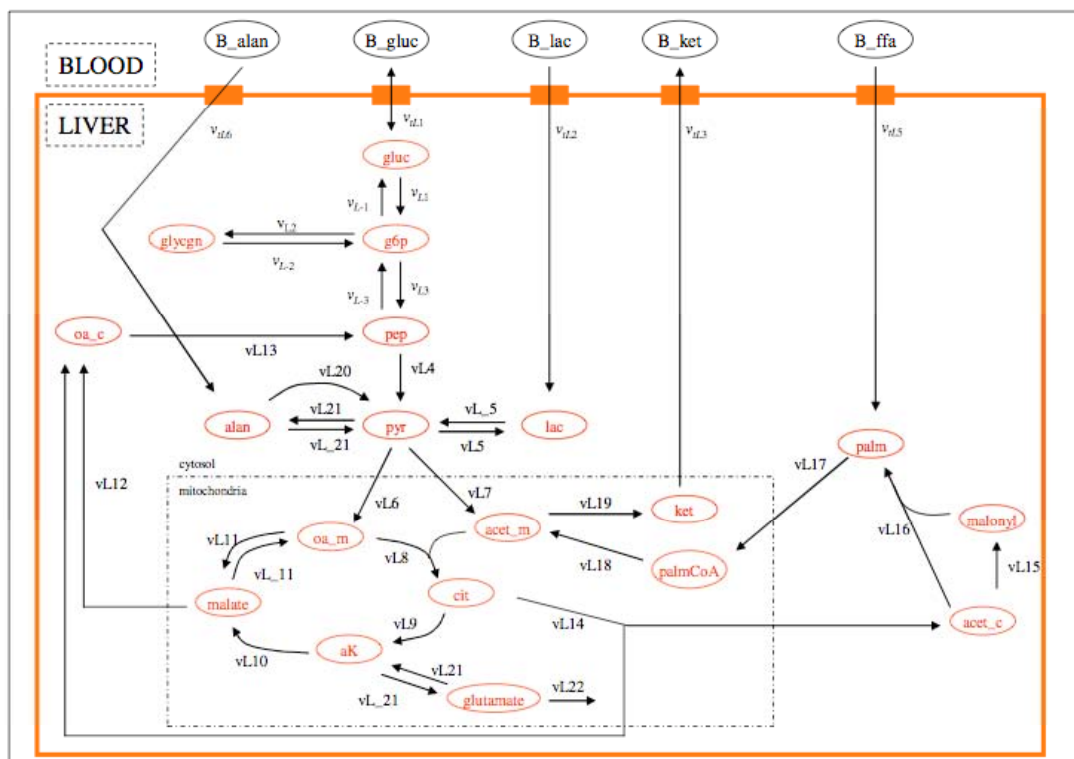 B_alan
B_gluc
B_lac
B_ket
B_ffa
BLOOD
LIVER
vtL6
vtL1
vtL2
vtL3
vtL5
gluc
vL-1
vL1
glycgn
vL2
g6p
vL-2
vL-3
vL3
oa_c
pep
vL13
vL4
vL20
alan
vL21
pyr
vL_5
lac
vL_21
vL5
palm
cytosol
mitochondria
vL17
vL12
vL6
vL7
vL19
ket
vL11
oa_m
acet_m
malonyl
vL8
vL16
vL_11
vL18
palmCoA
vL15
malate
cit
vL14
acet_c
vL9
vL10
aK
vL21
vL_21
glutamate
vL22